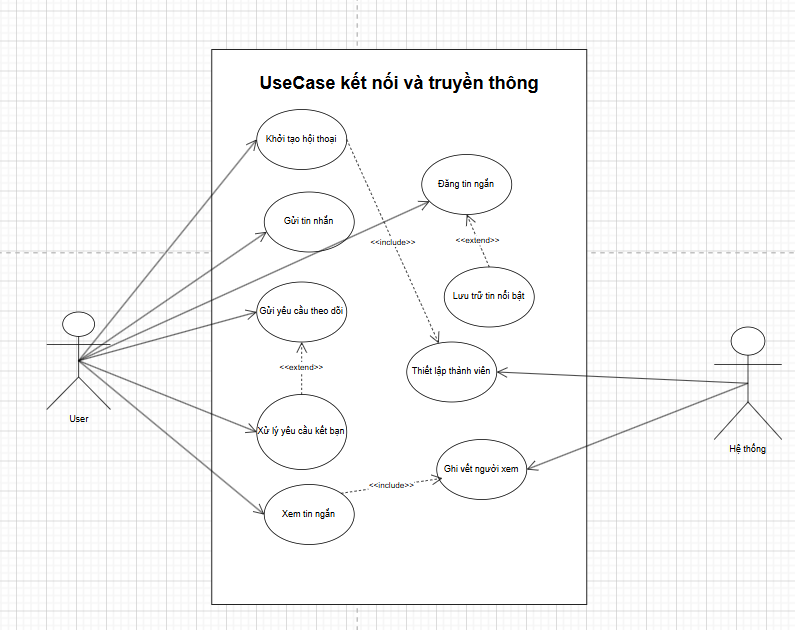 UseCase kết nối và truyền thông
Khởi tạo hội thoại
Đăng tin ngắn
Gửi tin nhắn
<<include>>
<<extend>>
Lưu trữ tin nổi bật
Gửi yêu cầu theo dõi
<<extend>>
Thiết lập thành viên
User
Xử lý yêu cầu kết bạn
Hệ thống
Ghi vết người xem
<<include>>
Xem tin ngắn